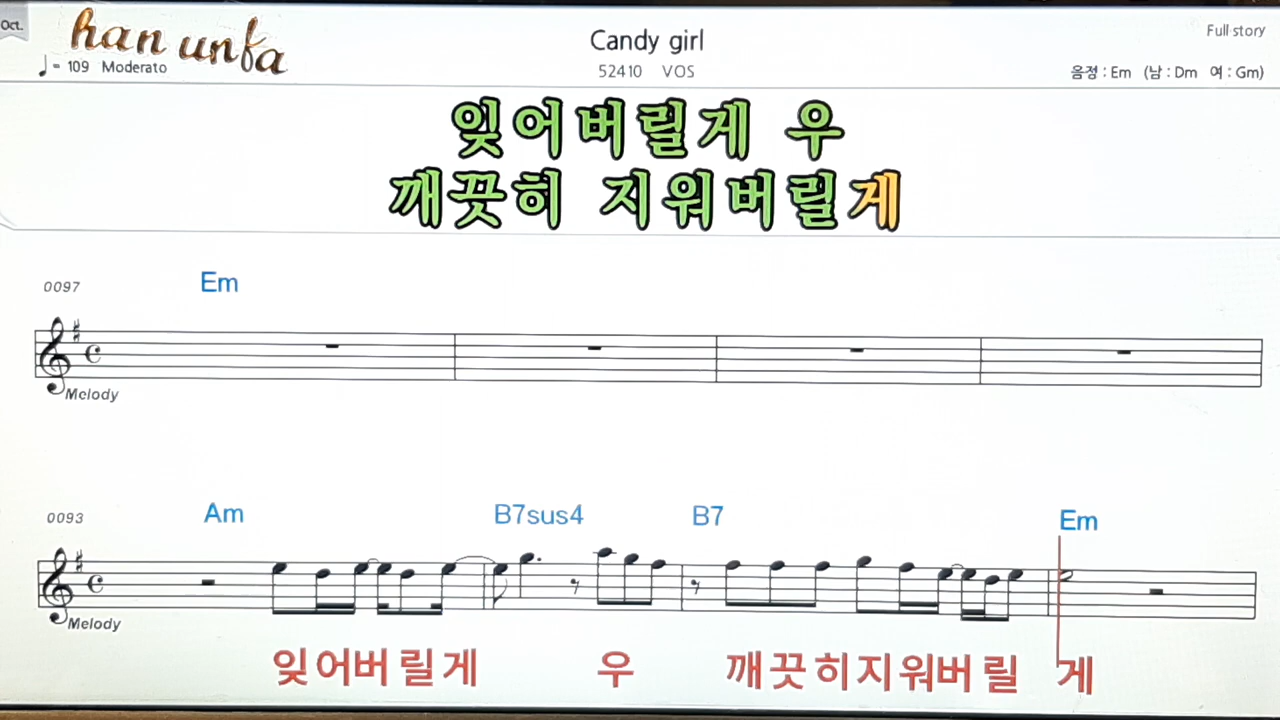 Oct.
han unfa
Candy girl
Full story
♩= 109 Moderato
52410 VOS
음정 : Em (남 : Dm 여 : Gm)
잊어버릴게 우
깨끗히 지워버릴게
0097
Em
Melody
0093
Am B7sus4 B7 Em
Melody
잊어버릴게 우 깨끗히지워버릴 게